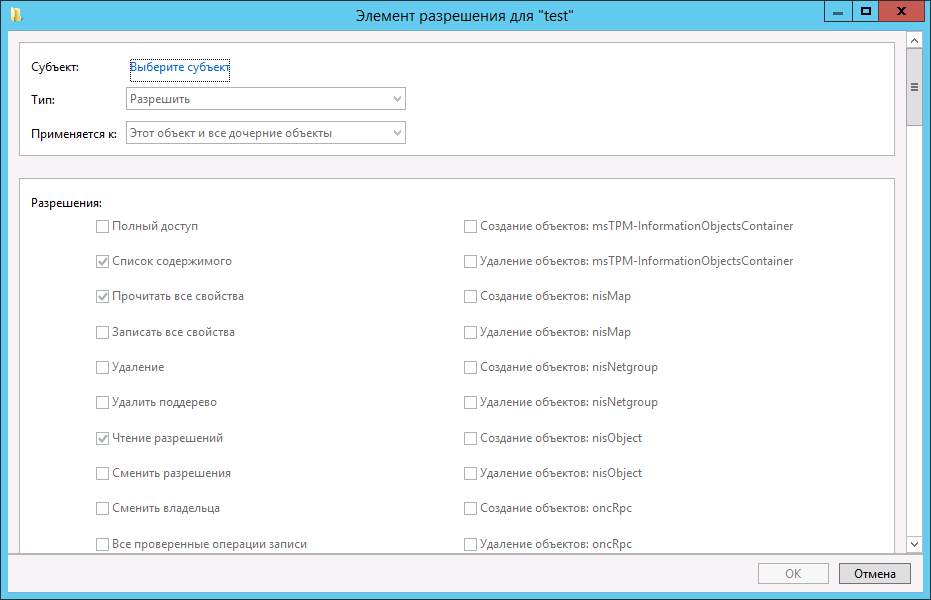 Элемент разрешения для "test"
Субъект: Выберите субъект
Тип: Разрешить
Применяется к: Этот объект и все дочерние объекты
Разрешения:
Полный доступ Создание объектов: msTPM-InformationObjectsContainer
Список содержимого Удаление объектов: msTPM-InformationObjectsContainer
Прочитать все свойства Создание объектов: nisMap
Записать все свойства Удаление объектов: nisMap
Удаление Создание объектов: nisNetgroup
Удалить поддерево Удаление объектов: nisNetgroup
Чтение разрешений Создание объектов: nisObject
Сменить разрешения Удаление объектов: nisObject
Сменить владельца Создание объектов: oncRpc
Все проверенные операции записи Удаление объектов: oncRpc
OK Отмена